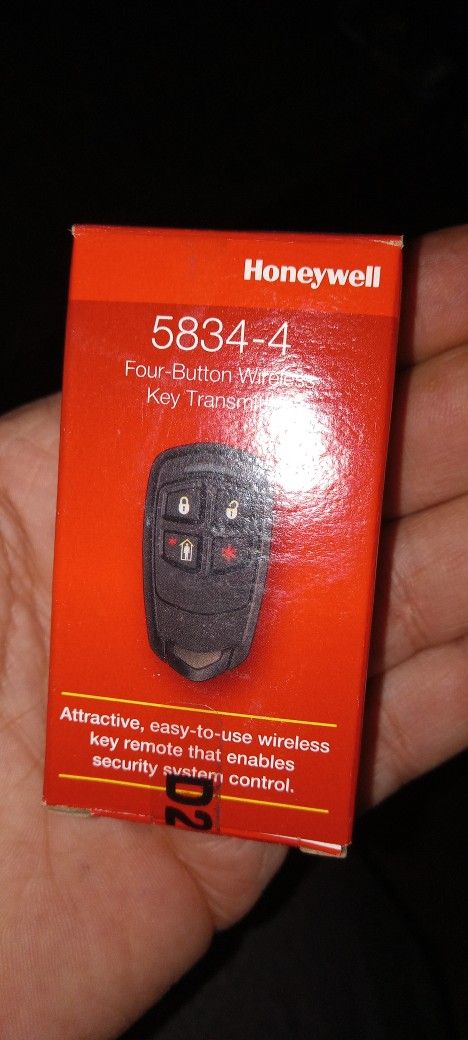 Honeywell
5834-4
Four-Button Wireless
Key
Attractive, easy-to-use wireless
key remote that enables
security system control.
D2